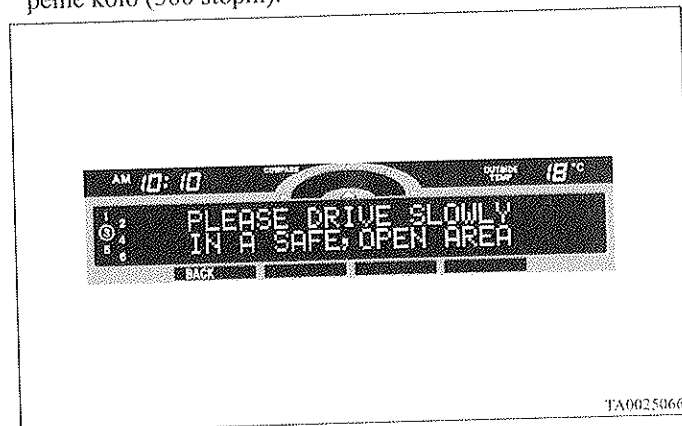 pełne koło (360 stopni).
AM 10:10 COMPASS OUTSIDE TEMP 18 °C
1 2
3 4
5 6
PLEASE DRIVE SLOWLY
IN A SAFE, OPEN AREA
BACK
TA0025066